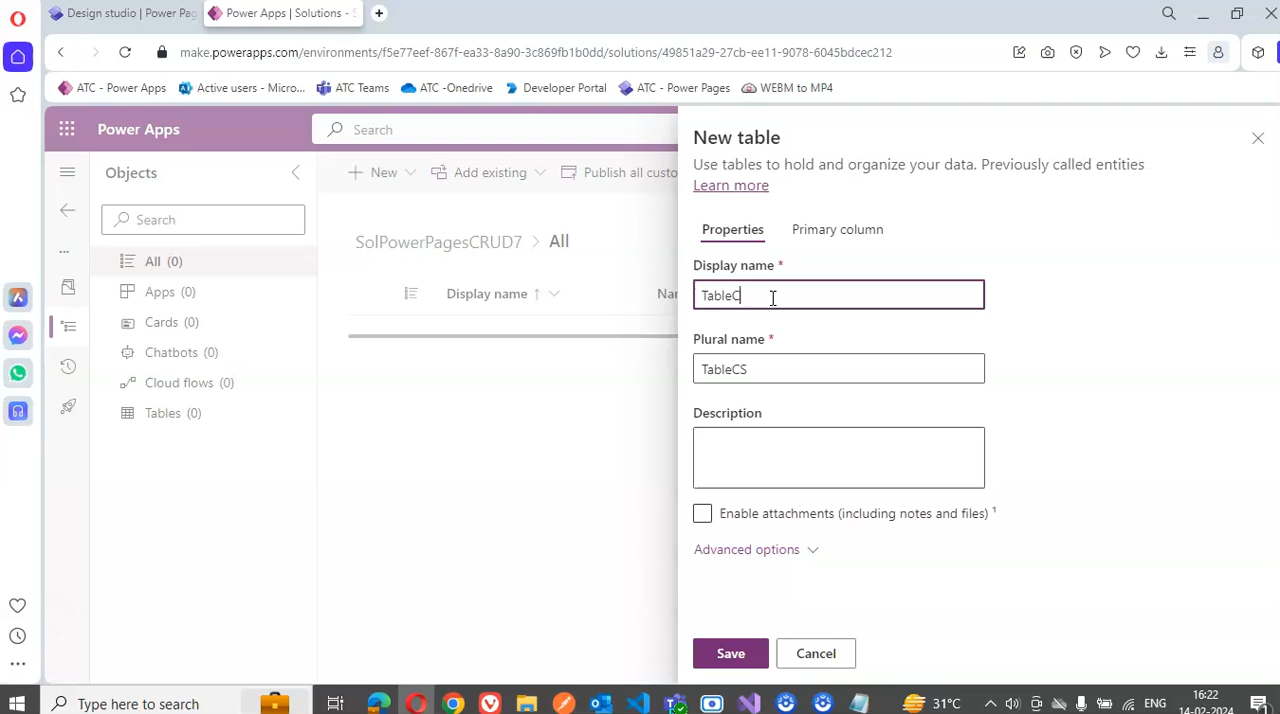 Design studio | Power Pag
Power Apps | Solutions - S
make.powerapps.com/environments/f5e77eef-867f-ea33-8a90-3c869fb1b0dd/solutions/49851a29-27cb-ee11-9078-6045bdcec212
ATC - Power Apps
Active users - Micro...
ATC Teams
ATC -Onedrive
Developer Portal
ATC - Power Pages
WEBM to MP4
Power Apps
Search
New table
Use tables to hold and organize your data. Previously called entities
Learn more
Objects
New
Add existing
Publish all custo
Search
Properties
Primary column
SolPowerPagesCRUD7 > All
All (0)
Display name *
Apps (0)
Display name ↑
Nan
TableC
Cards (0)
Plural name *
Chatbots (0)
TableCS
Cloud flows (0)
Tables (0)
Description
Enable attachments (including notes and files) 1
Advanced options
Save
Cancel
Type here to search
31°C
ENG
16:22
14-02-2024